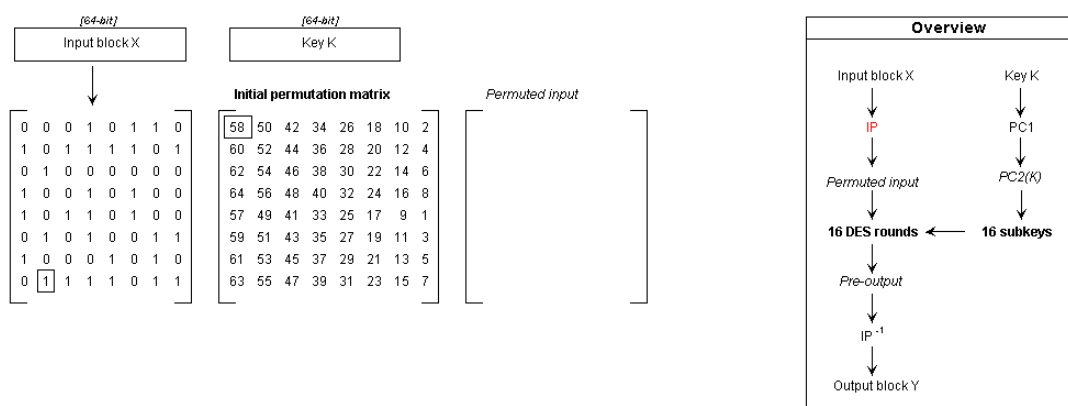 [64-bit]
Input block X
[64-bit]
Key K
Initial permutation matrix
Permuted input
0 0 0 1 0 1 1 0
1 0 1 1 1 1 0 1
0 1 0 0 0 0 0 0
1 0 0 1 0 1 0 0
1 0 1 1 0 1 0 0
0 1 0 1 0 0 1 1
1 0 0 0 1 0 1 0
0 1 1 1 1 0 1 1
58 50 42 34 26 18 10 2
60 52 44 36 28 20 12 4
62 54 46 38 30 22 14 6
64 56 48 40 32 24 16 8
57 49 41 33 25 17 9 1
59 51 43 35 27 19 11 3
61 53 45 37 29 21 13 5
63 55 47 39 31 23 15 7
Overview
Input block X
Key K
IP
PC1
Permuted input
PC2(K)
16 DES rounds
16 subkeys
Pre-output
IP -1
Output block Y